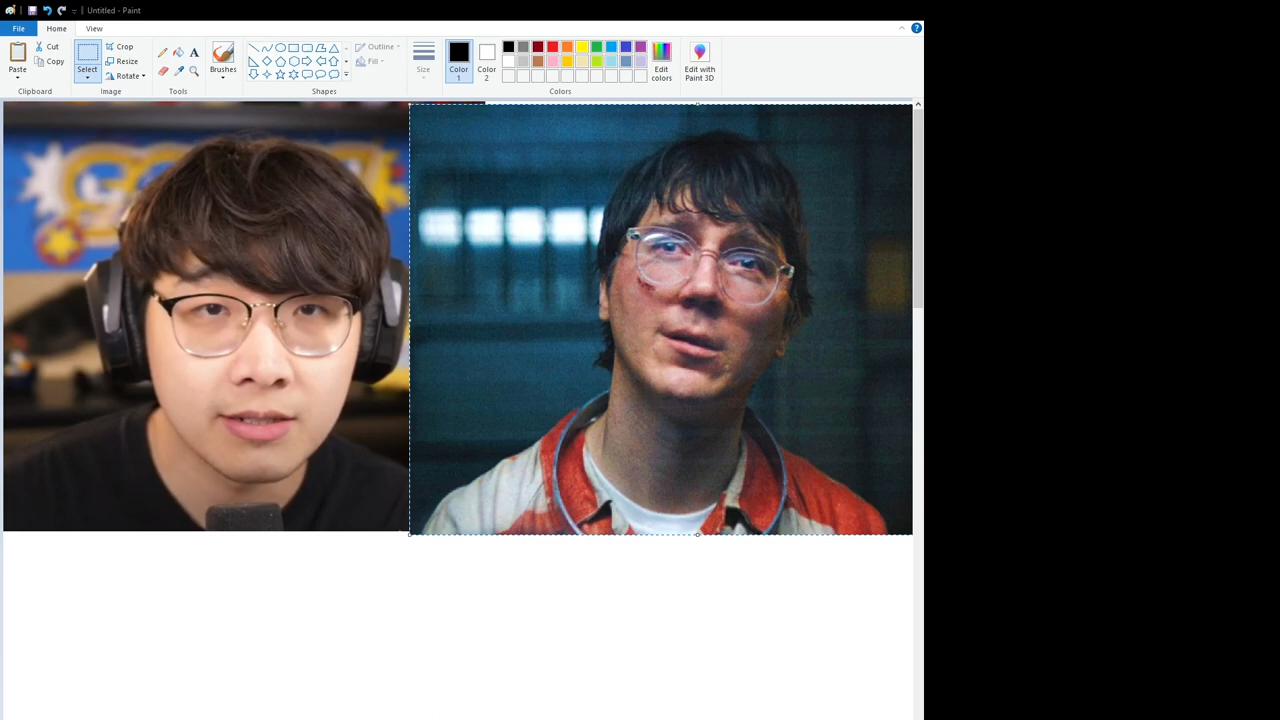 Untitled - Paint
File Home View
Paste
Cut
Copy
Clipboard
Select
Crop
Resize
Rotate
Image
A
Tools
Brushes
Outline
Fill
Shapes
Size
Color
1
Color
2
Edit
colors
Colors
Edit with
Paint 3D